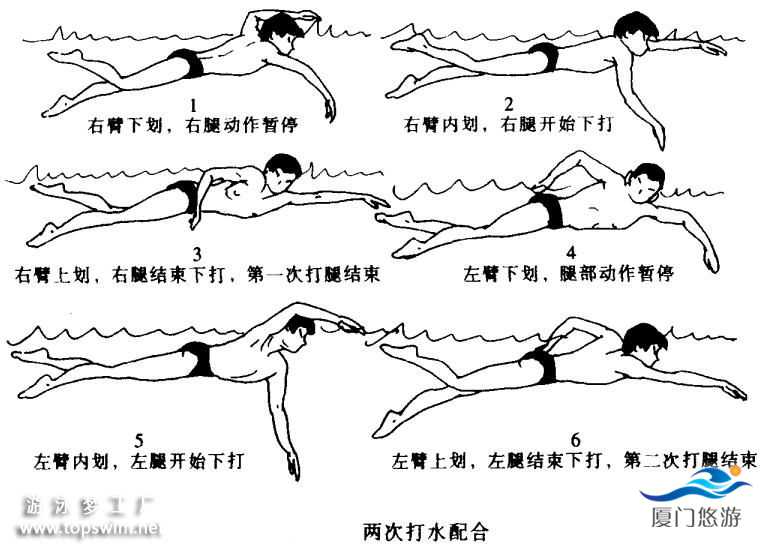 1
右臂下划，右腿动作暂停
2
右臂内划，右腿开始下打
3
右臂上划，右腿结束下打，第一次打腿结束
4
左臂下划，腿部动作暂停
5
左臂内划，左腿开始下打
6
左臂上划，左腿结束下打，第二次打腿结束
游泳梦工厂
www.topswin.net
两次打水配合
厦门悠游